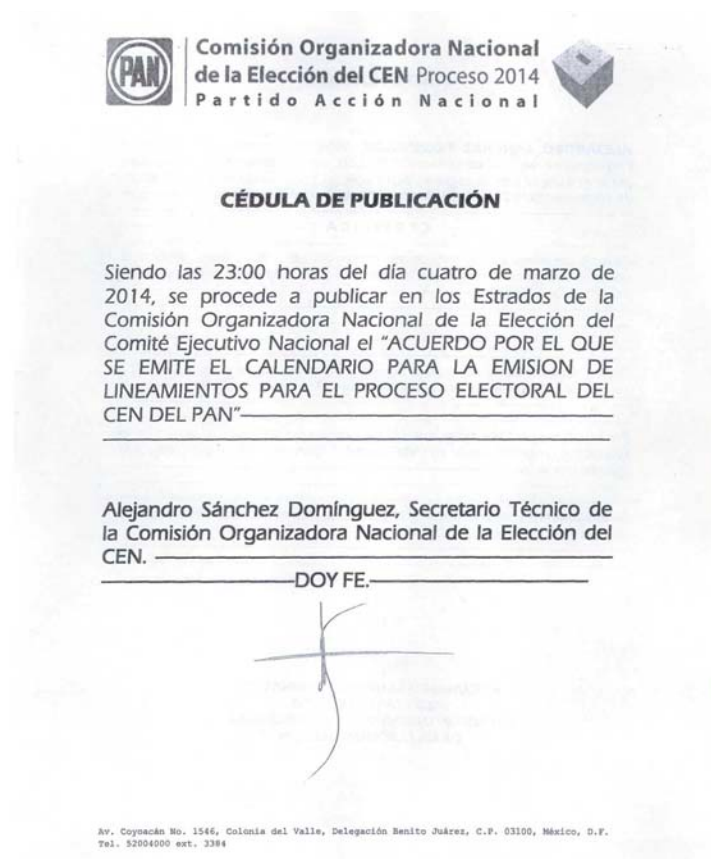 PAN
Comisión Organizadora Nacional
de la Elección del CEN Proceso 2014
Partido Acción Nacional
CÉDULA DE PUBLICACIÓN
Siendo las 23:00 horas del día cuatro de marzo de
2014, se procede a publicar en los Estrados de la
Comisión Organizadora Nacional de la Elección del
Comité Ejecutivo Nacional el "ACUERDO POR EL QUE
SE EMITE EL CALENDARIO PARA LA EMISION DE
LINEAMIENTOS PARA EL PROCESO ELECTORAL DEL
CEN DEL PAN"
Alejandro Sánchez Domínguez, Secretario Técnico de
la Comisión Organizadora Nacional de la Elección del
CEN.
DOY FE.
Av. Coyoacán No. 1546, Colonia del Valle, Delegación Benito Juárez, C.P. 03100, México, D.F.
Tel. 52004000 ext. 3384